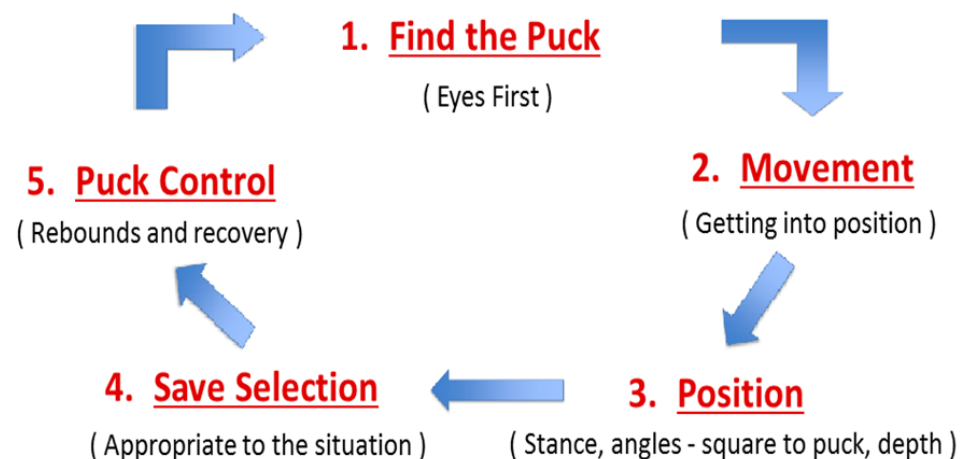 1. Find the Puck
( Eyes First )
2. Movement
( Getting into position )
3. Position
( Stance, angles - square to puck, depth )
4. Save Selection
( Appropriate to the situation )
5. Puck Control
( Rebounds and recovery )